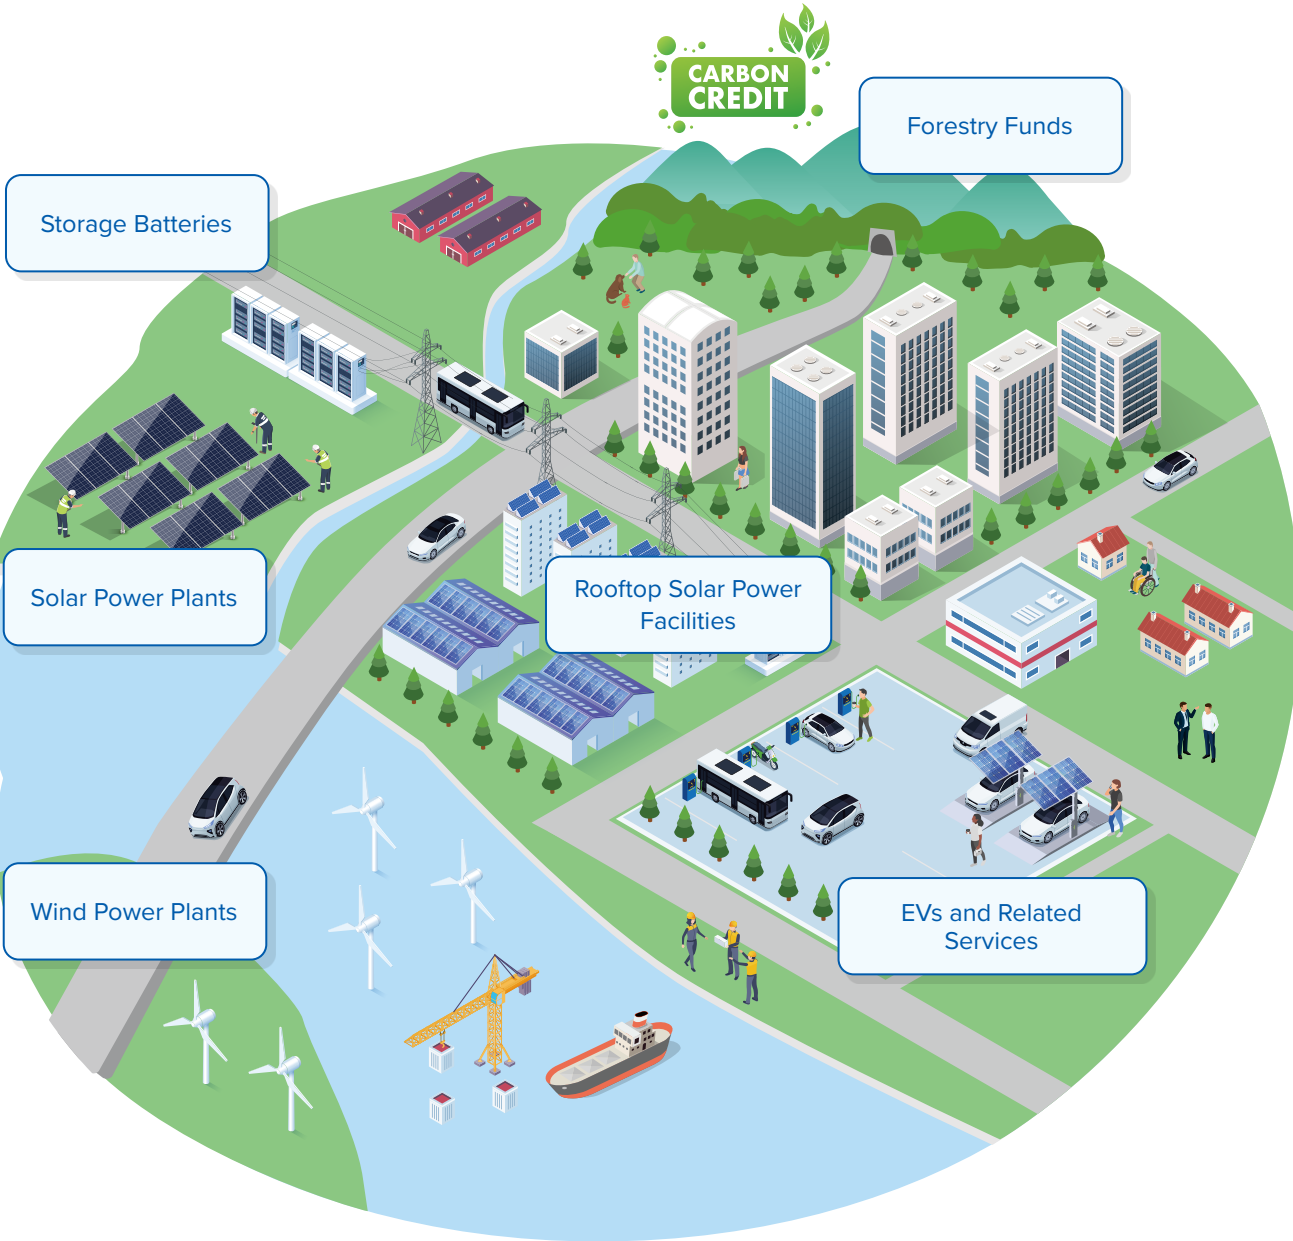 CARBON
CREDIT
Forestry Funds
Storage Batteries
Solar Power Plants
Rooftop Solar Power
Facilities
Wind Power Plants
EVs and Related
Services